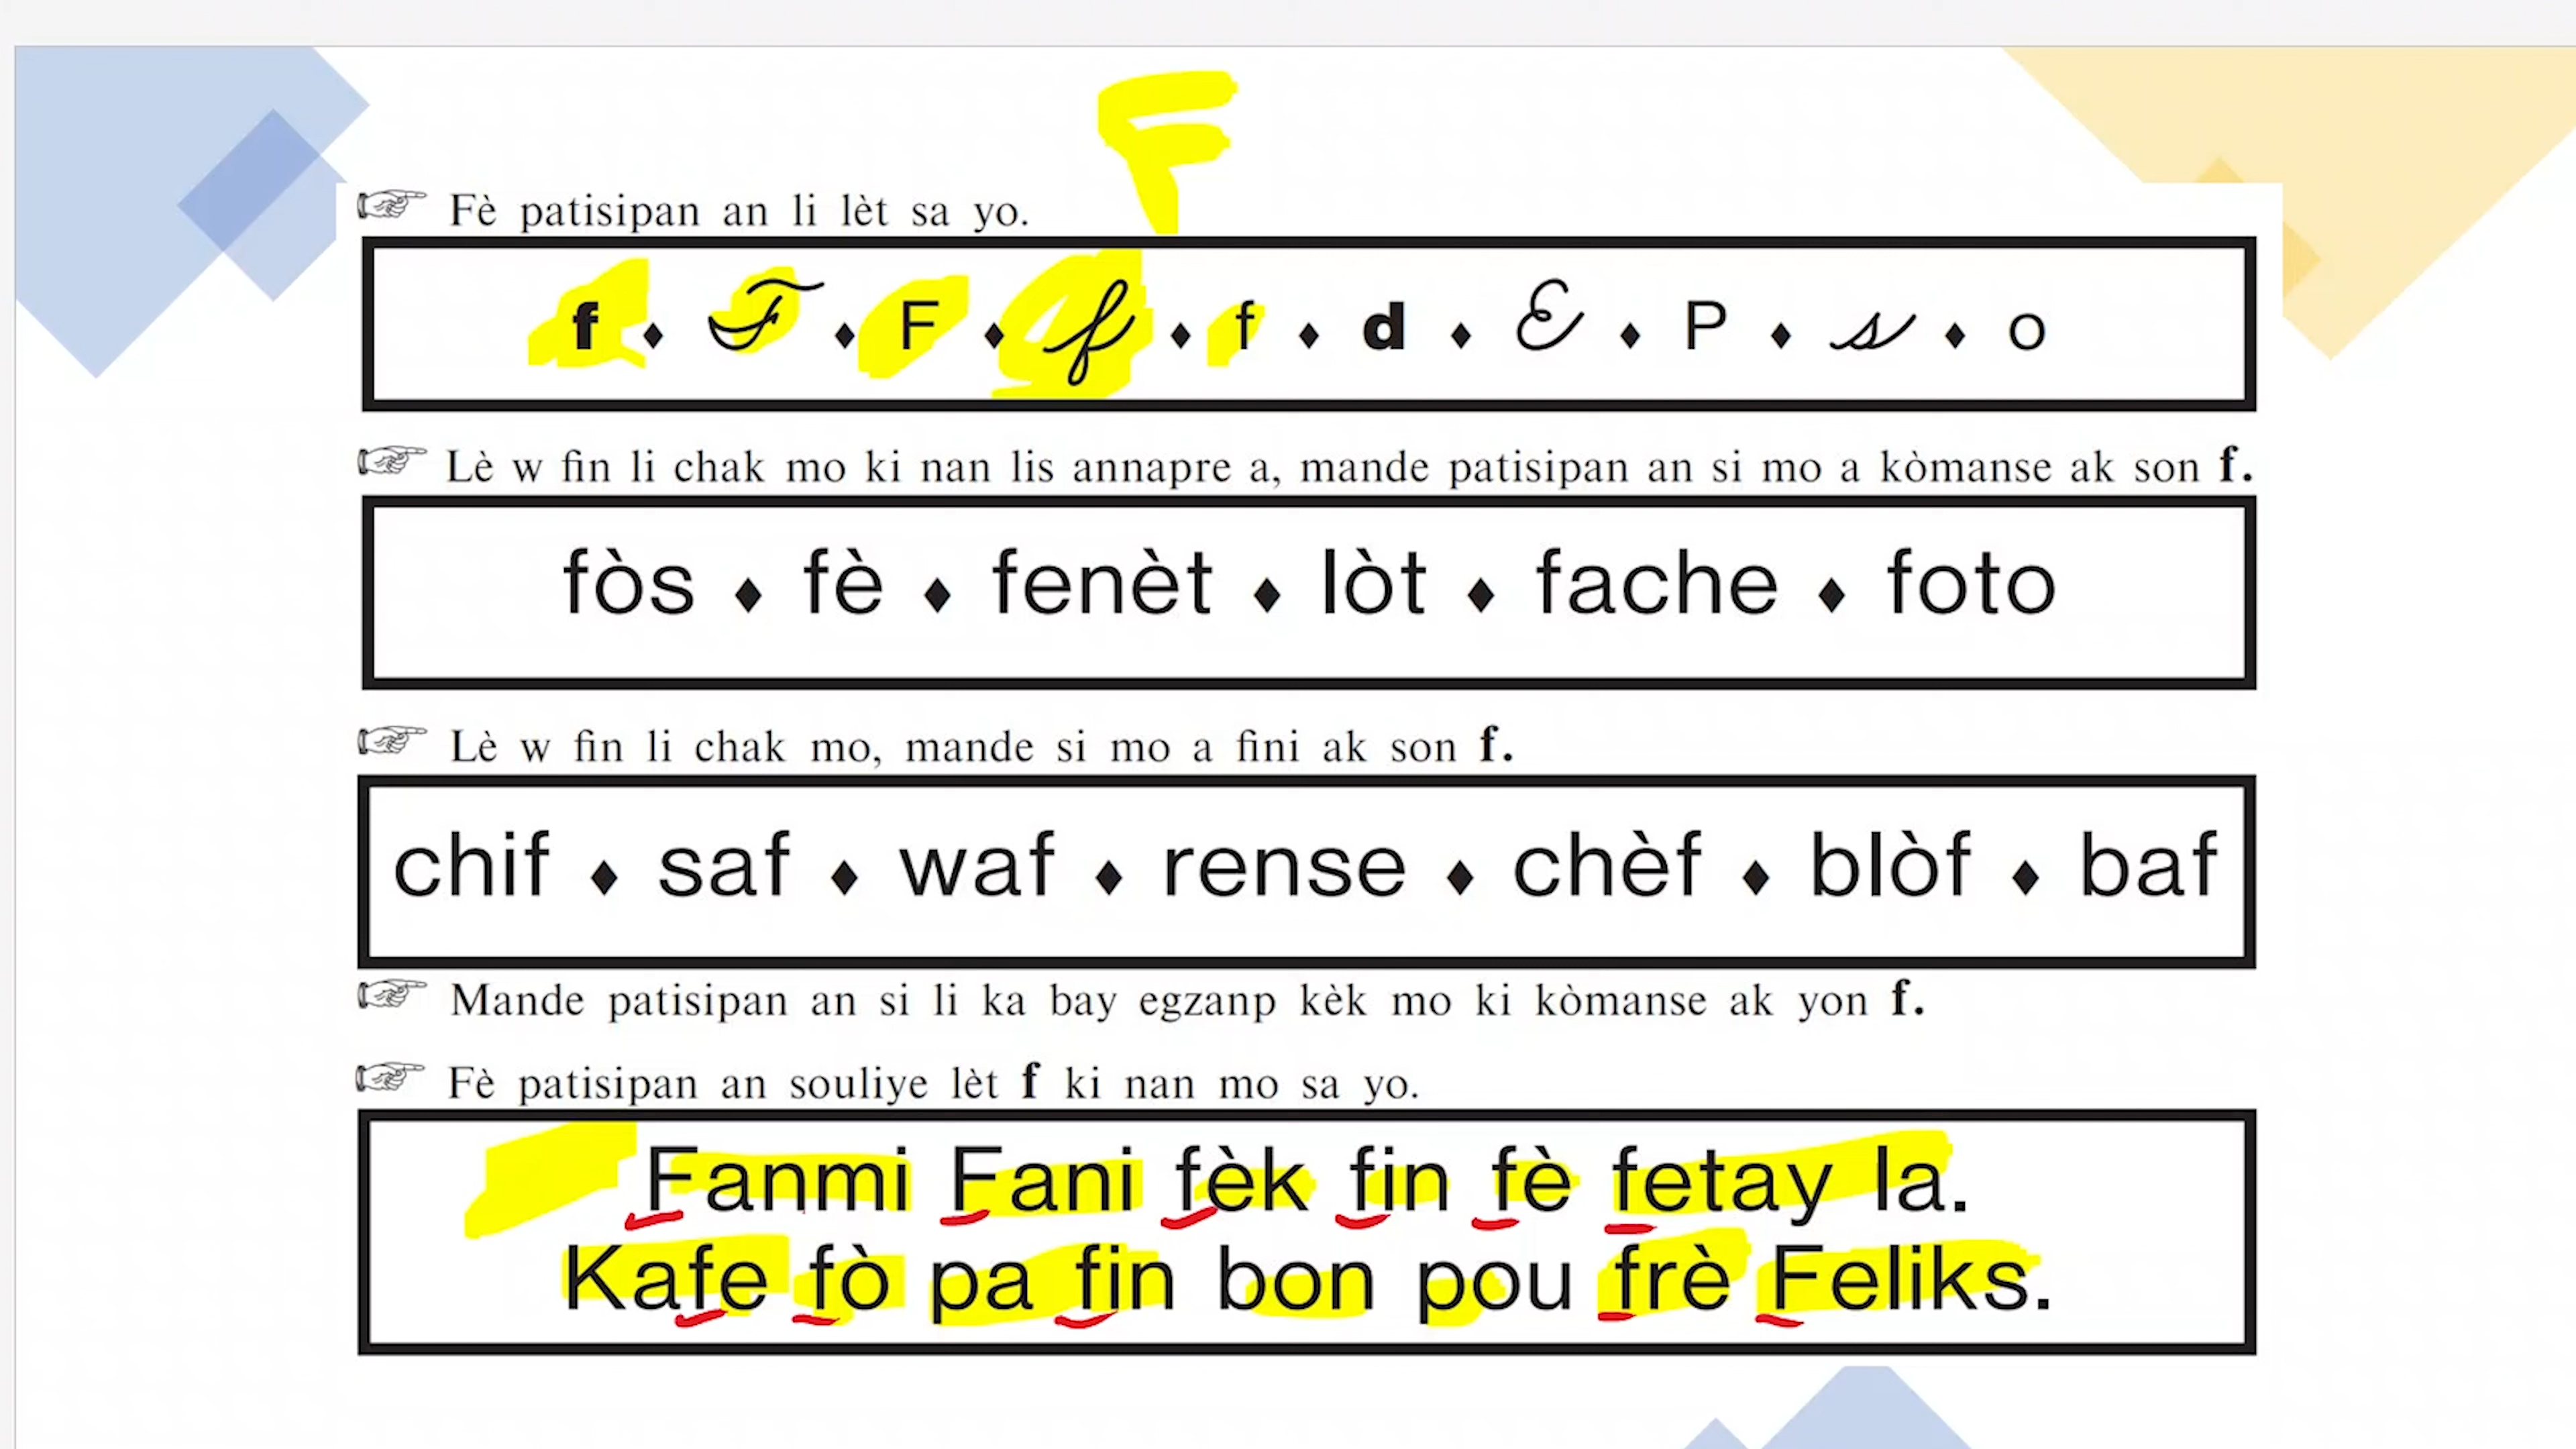 F
☞ Fè patisipan an li lèt sa yo.
f ♦ F ♦ F ♦ f ♦ f ♦ d ♦ E ♦ P ♦ s ♦ o
☞ Lè w fin li chak mo ki nan lis annapre a, mande patisipan an si mo a kòmanse ak son f.
fòs ♦ fè ♦ fenèt ♦ lòt ♦ fache ♦ foto
☞ Lè w fin li chak mo, mande si mo a fini ak son f.
chif ♦ saf ♦ waf ♦ rense ♦ chèf ♦ blòf ♦ baf
☞ Mande patisipan an si li ka bay egzanp kèk mo ki kòmanse ak yon f.
☞ Fè patisipan an souliye lèt f ki nan mo sa yo.
Fanmi Fani fèk fin fè fetay la.
Kafe fò pa fin bon pou frè Feliks.